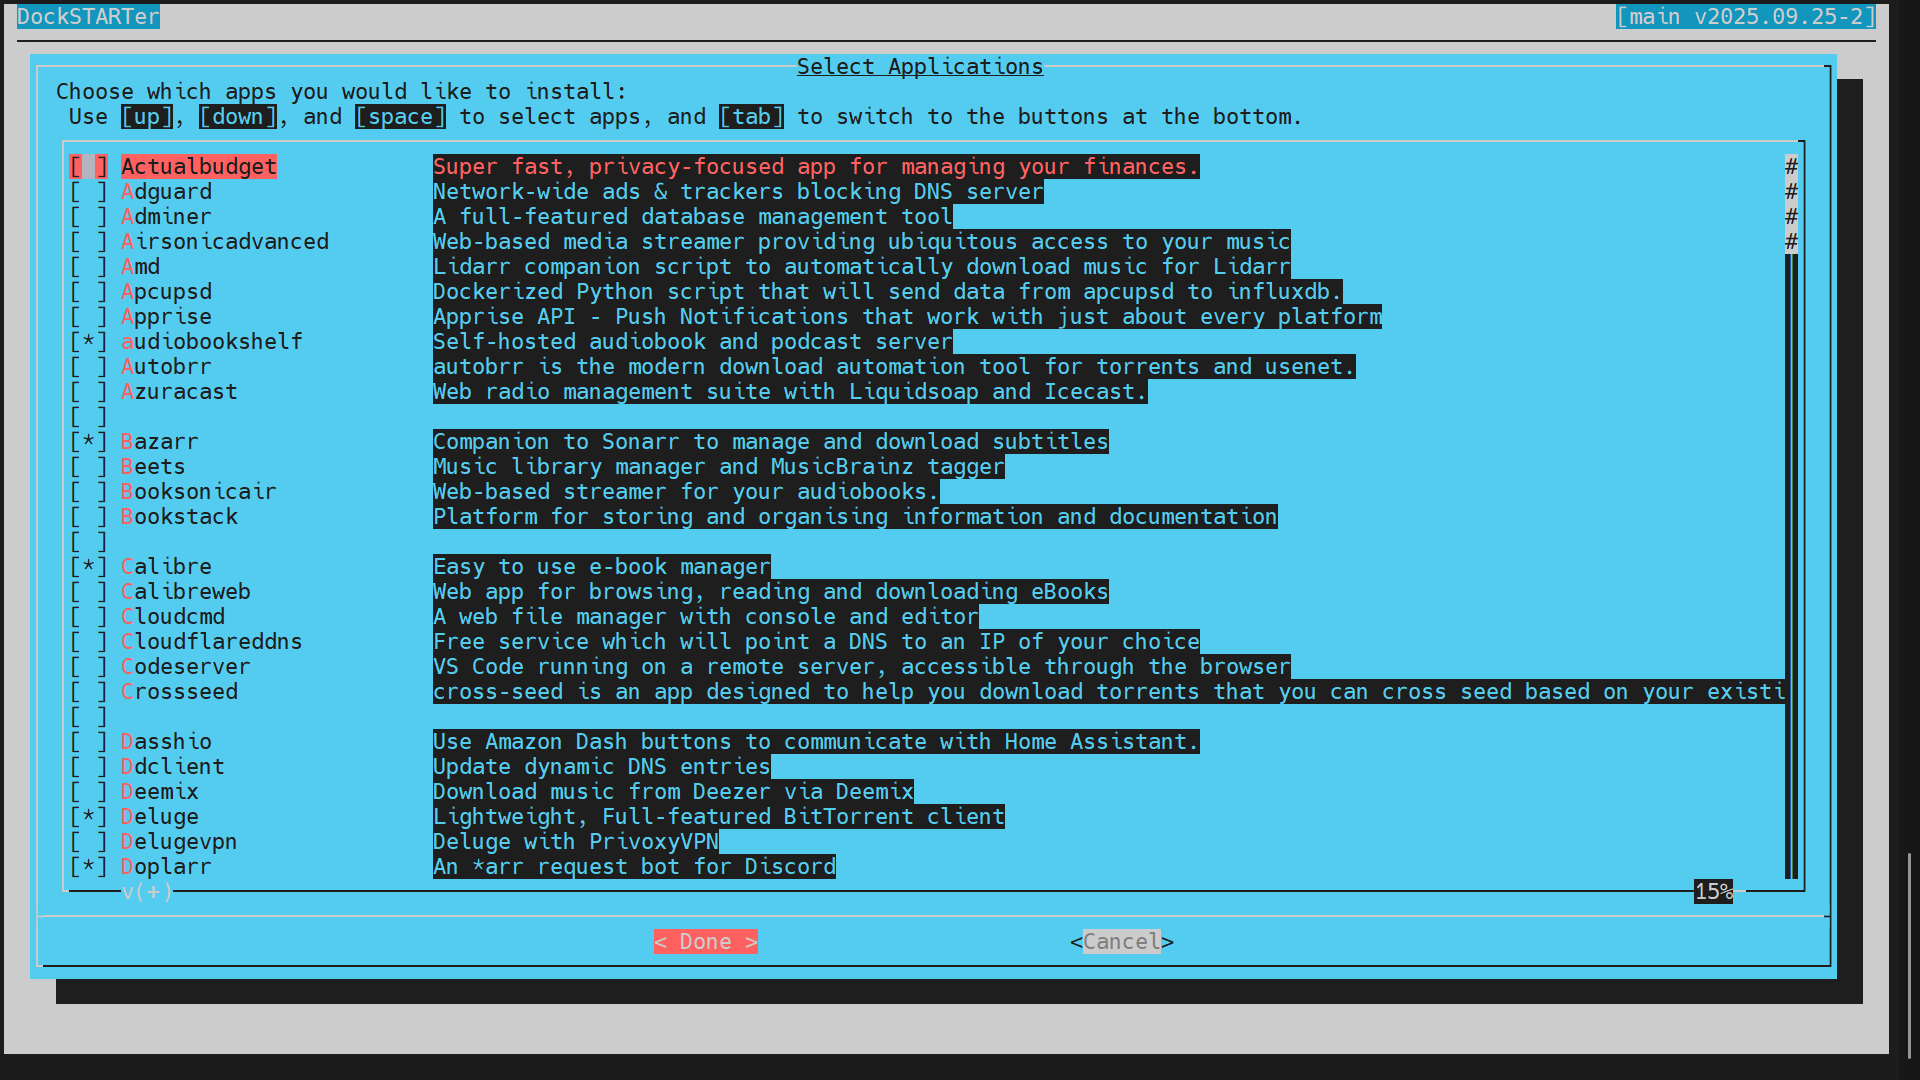 DockSTARTer [main v2025.09.25-2]
Select Applications
Choose which apps you would like to install:
Use [up], [down], and [space] to select apps, and [tab] to switch to the buttons at the bottom.
[ ] Actualbudget Super fast, privacy-focused app for managing your finances. #
[ ] Adguard Network-wide ads & trackers blocking DNS server #
[ ] Adminer A full-featured database management tool #
[ ] Airsonicadvanced Web-based media streamer providing ubiquitous access to your music #
[ ] Amd Lidarr companion script to automatically download music for Lidarr
[ ] Apcupsd Dockerized Python script that will send data from apcupsd to influxdb.
[ ] Apprise Apprise API - Push Notifications that work with just about every platform
[*] audiobookshelf Self-hosted audiobook and podcast server
[ ] Autobrr autobrr is the modern download automation tool for torrents and usenet.
[ ] Azuracast Web radio management suite with Liquidsoap and Icecast.
[ ]
[*] Bazarr Companion to Sonarr to manage and download subtitles
[ ] Beets Music library manager and MusicBrainz tagger
[ ] Booksonicair Web-based streamer for your audiobooks.
[ ] Bookstack Platform for storing and organising information and documentation
[ ]
[*] Calibre Easy to use e-book manager
[ ] Calibreweb Web app for browsing, reading and downloading eBooks
[ ] Cloudcmd A web file manager with console and editor
[ ] Cloudflareddns Free service which will point a DNS to an IP of your choice
[ ] Codeserver VS Code running on a remote server, accessible through the browser
[ ] Crossseed cross-seed is an app designed to help you download torrents that you can cross seed based on your existi
[ ]
[ ] Dasshio Use Amazon Dash buttons to communicate with Home Assistant.
[ ] Ddclient Update dynamic DNS entries
[ ] Deemix Download music from Deezer via Deemix
[*] Deluge Lightweight, Full-featured BitTorrent client
[ ] Delugevpn Deluge with PrivoxyVPN
[*] Doplarr An *arr request bot for Discord
v(+) 15%
< Done > <Cancel>